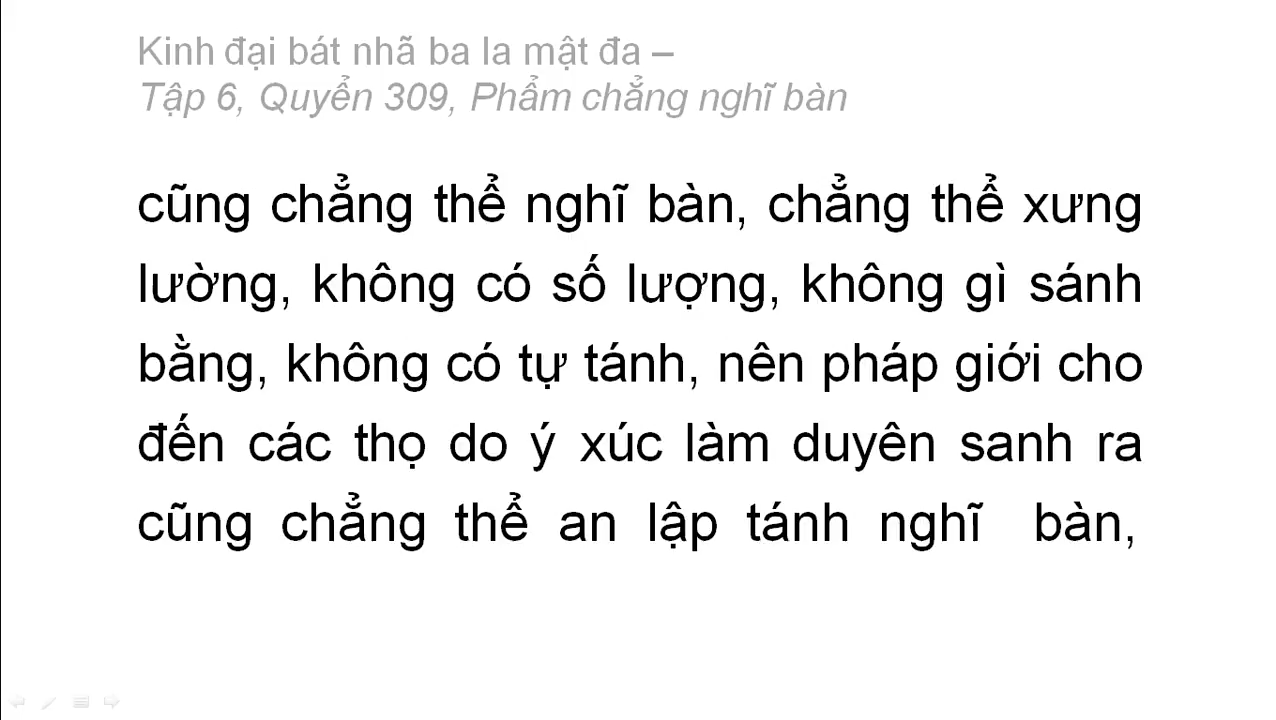 Kinh đại bát nhã ba la mật đa –
Tập 6, Quyển 309, Phẩm chẳng nghĩ bàn
cũng chẳng thể nghĩ bàn, chẳng thể xưng
lường, không có số lượng, không gì sánh
bằng, không có tự tánh, nên pháp giới cho
đến các thọ do ý xúc làm duyên sanh ra
cũng chẳng thể an lập tánh nghĩ bàn,